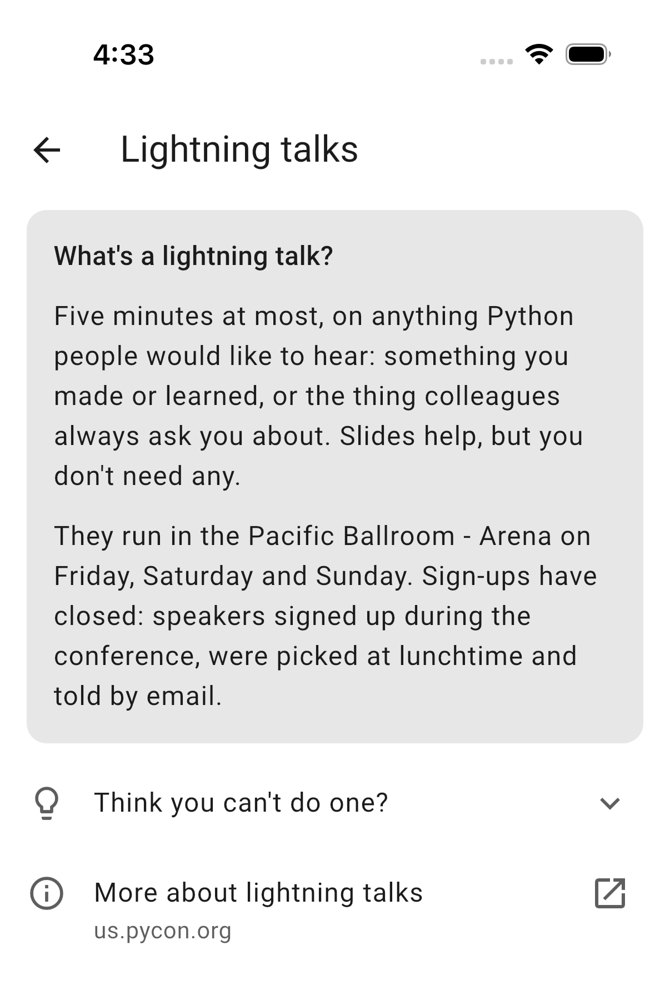 4:33
Lightning talks
What's a lightning talk?
Five minutes at most, on anything Python
people would like to hear: something you
made or learned, or the thing colleagues
always ask you about. Slides help, but you
don't need any.
They run in the Pacific Ballroom - Arena on
Friday, Saturday and Sunday. Sign-ups have
closed: speakers signed up during the
conference, were picked at lunchtime and
told by email.
Think you can't do one?
More about lightning talks
us.pycon.org